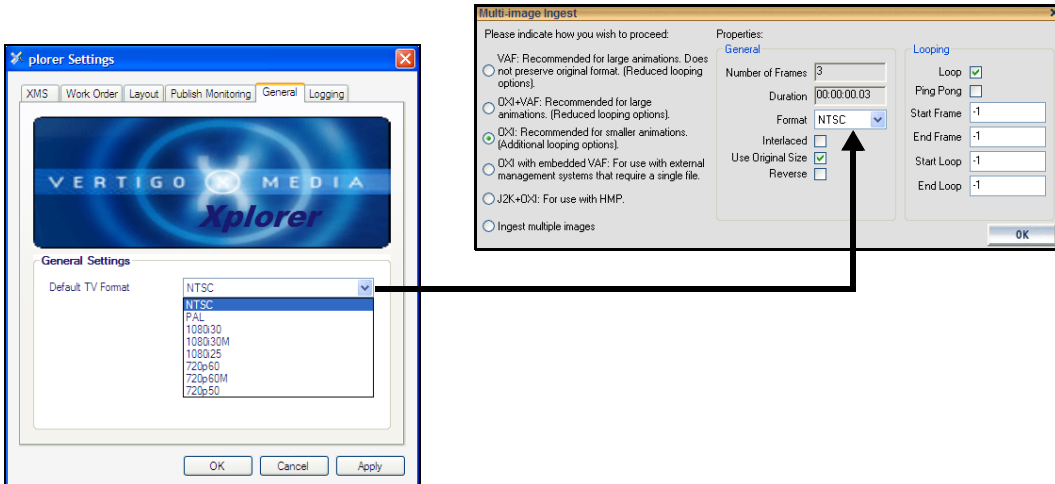 plorer Settings
XMS
Work Order
Layout
Publish Monitoring
General
Logging
VERTIGO X MEDIA
Xplorer
General Settings
Default TV Format
NTSC
NTSC
PAL
1080i30
1080i30M
1080i25
720p60
720p60M
720p50
OK
Cancel
Apply
Multi-image Ingest
Please indicate how you wish to proceed:
VAF: Recommended for large animations. Does
not preserve original format. (Reduced looping
options).
OXI+VAF: Recommended for large
animations. (Reduced looping options).
OXI: Recommended for smaller animations.
(Additional looping options).
OXI with embedded VAF: For use with external
management systems that require a single file.
J2K+OXI: For use with HMP.
Ingest multiple images
Properties:
General
Number of Frames 3
Duration 00:00:00.03
Format NTSC
Interlaced
Use Original Size
Reverse
Looping
Loop
Ping Pong
Start Frame -1
End Frame -1
Start Loop -1
End Loop -1
OK